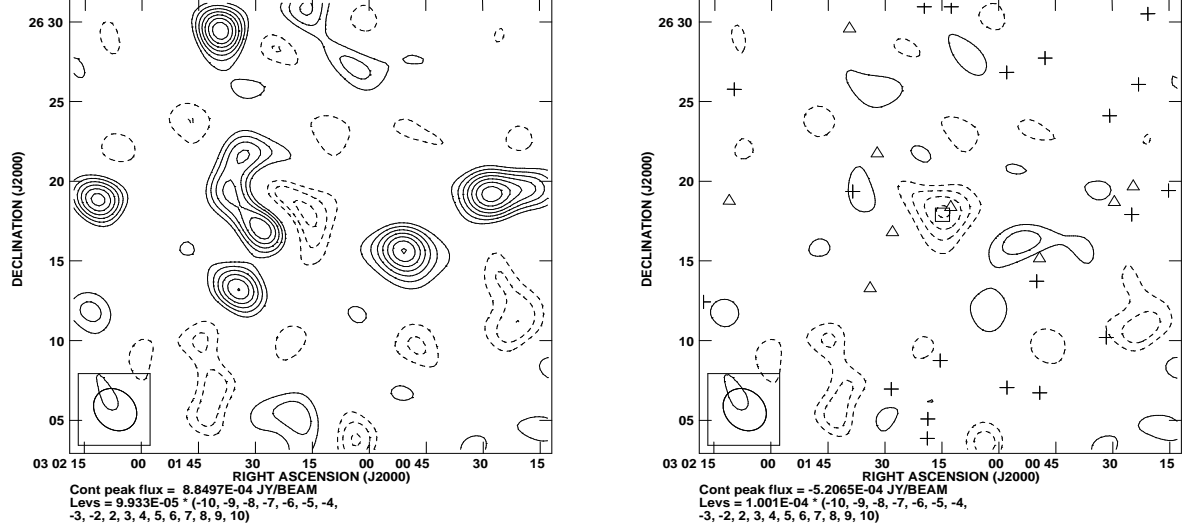 26 30
25
20
15
10
05
DECLINATION (J2000)
03 02 15
00
01 45
30
15
00
00 45
30
15
RIGHT ASCENSION (J2000)
Cont peak flux = 8.8497E-04 JY/BEAM
Levs = 9.933E-05 * (-10, -9, -8, -7, -6, -5, -4,
-3, -2, 2, 3, 4, 5, 6, 7, 8, 9, 10)
26 30
25
20
15
10
05
DECLINATION (J2000)
03 02 15
00
01 45
30
15
00
00 45
30
15
RIGHT ASCENSION (J2000)
Cont peak flux = -5.2065E-04 JY/BEAM
Levs = 1.001E-04 * (-10, -9, -8, -7, -6, -5, -4,
-3, -2, 2, 3, 4, 5, 6, 7, 8, 9, 10)